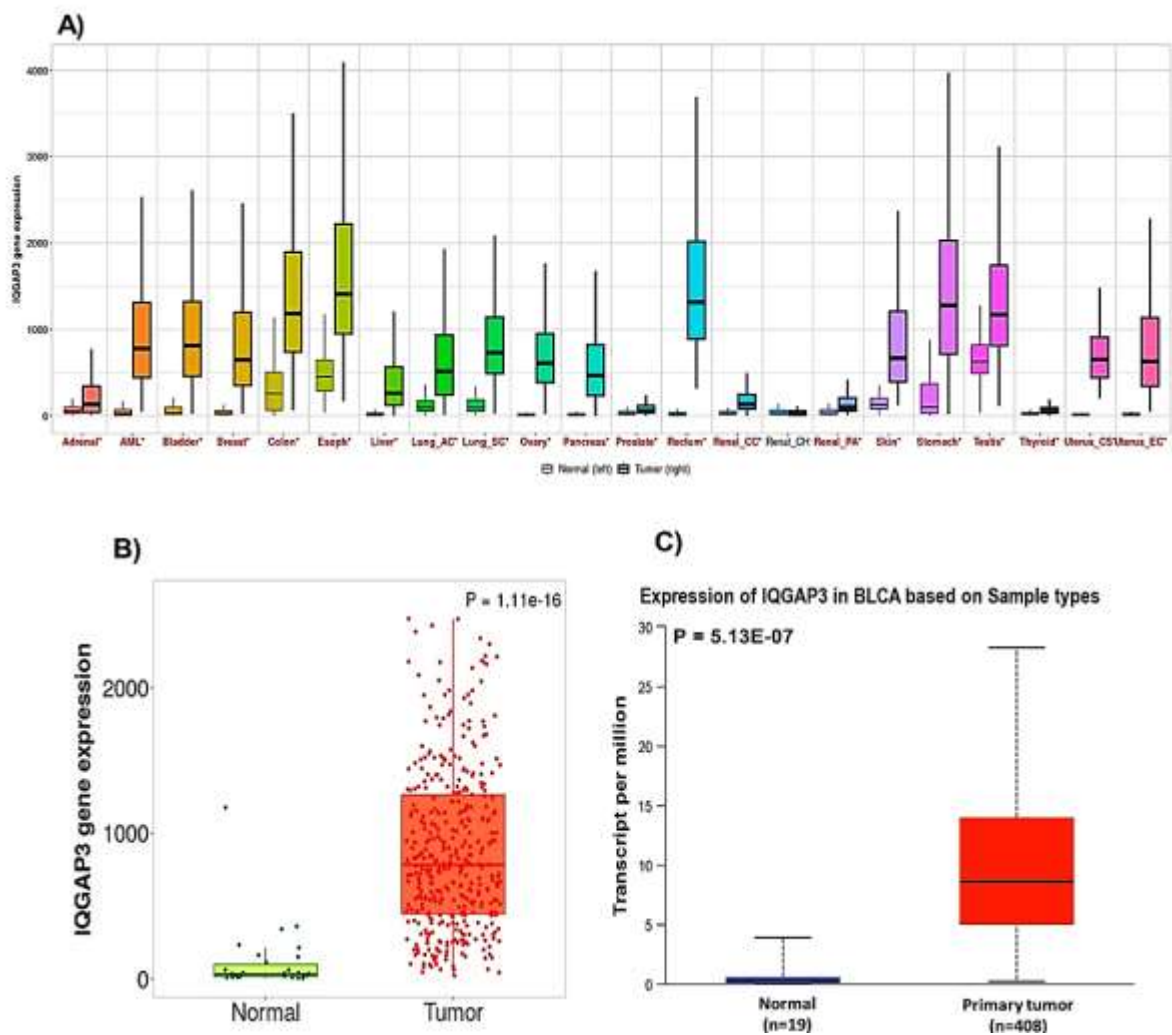 A)
4000
3000
2000
1000
0
IQGAP3 gene expression
Adrenal* AML* Bladder* Breast* Colon* Esoph* Liver* Lung_AC* Lung_SC* Ovary* Pancreas* Prostate* Rectum* Renal_CC* Renal_CH Renal_PA* Skin* Stomach* Testis* Thyroid* Uterus_CS* Uterus_EC*
Normal (left) Tumor (right)
B)
P = 1.11e-16
IQGAP3 gene expression
2000
1000
0
Normal Tumor
C)
Expression of IQGAP3 in BLCA based on Sample types
P = 5.13E-07
Transcript per million
30
25
20
15
10
5
0
Normal
(n=19)
Primary tumor
(n=408)